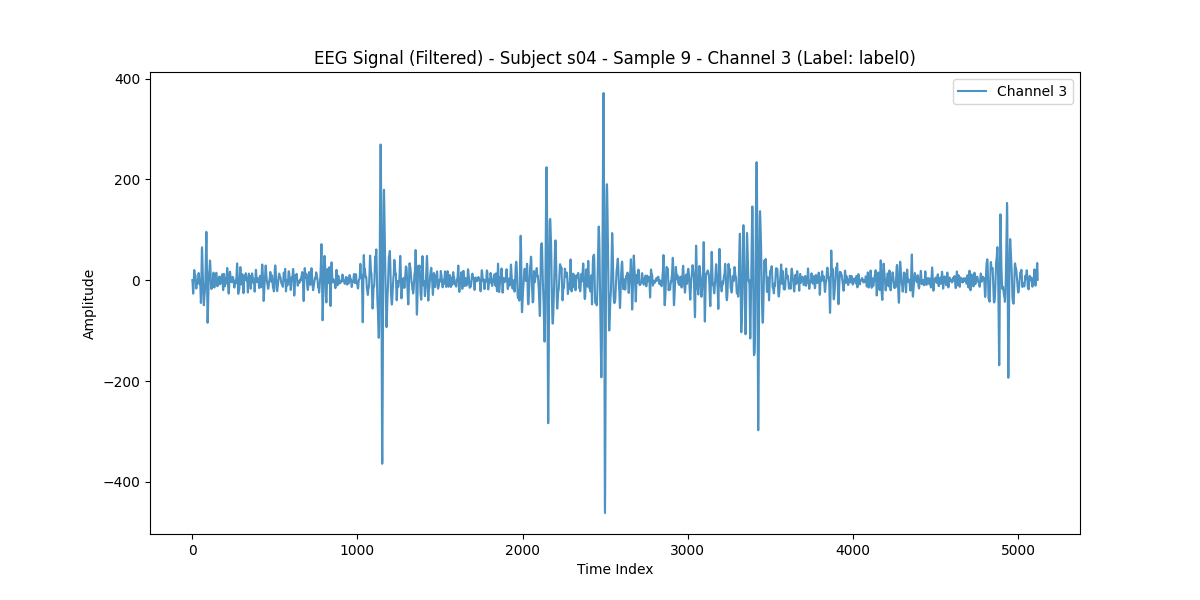 EEG Signal (Filtered) - Subject s04 - Sample 9 - Channel 3 (Label: label0)
Channel 3
400
200
0
−200
−400
Amplitude
0 1000 2000 3000 4000 5000
Time Index